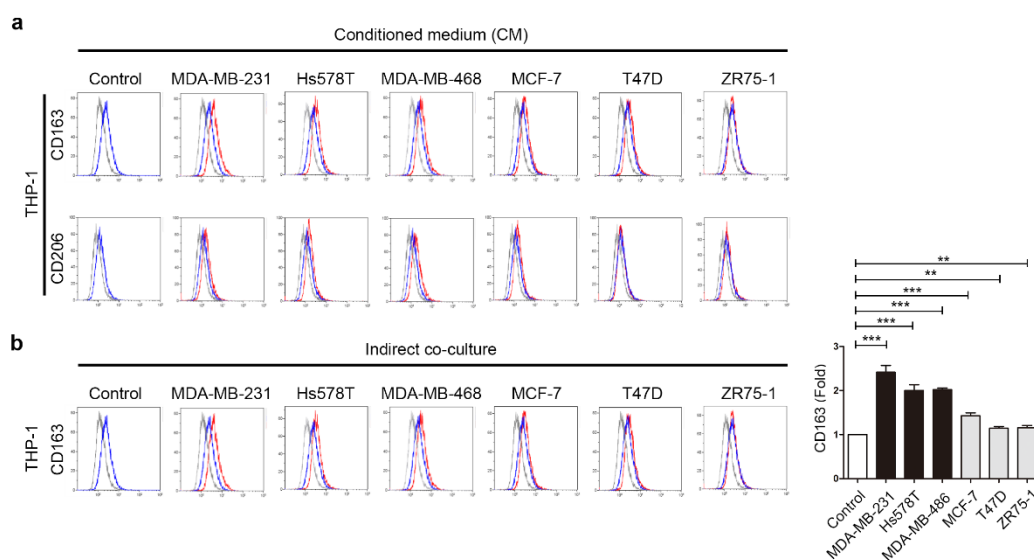 a
Conditioned medium (CM)
Control MDA-MB-231 Hs578T MDA-MB-468 MCF-7 T47D ZR75-1
THP-1
CD163
CD206
b
Indirect co-culture
Control MDA-MB-231 Hs578T MDA-MB-468 MCF-7 T47D ZR75-1
THP-1
CD163
**
**
***
***
***
***
CD163 (Fold)
3
2
1
0
Control
MDA-MB-231
Hs578T
MDA-MB-486
MCF-7
T47D
ZR75-1